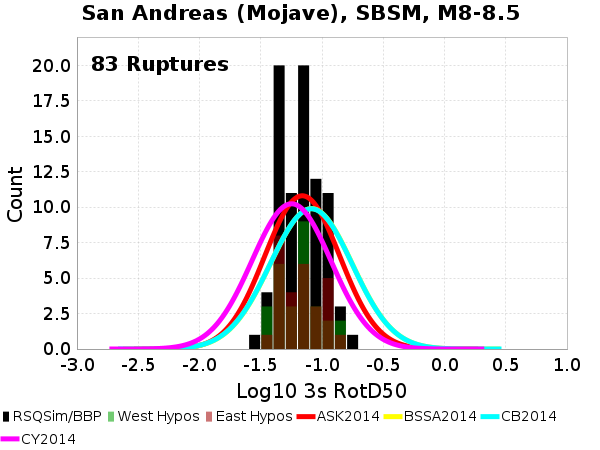 San Andreas (Mojave), SBSM, M8-8.5
83 Ruptures
Count
20.0
17.5
15.0
12.5
10.0
7.5
5.0
2.5
0.0
-3.0 -2.5 -2.0 -1.5 -1.0 -0.5 0.0 0.5 1.0
Log10 3s RotD50
RSQSim/BBP West Hypos East Hypos ASK2014 BSSA2014 CB2014
CY2014